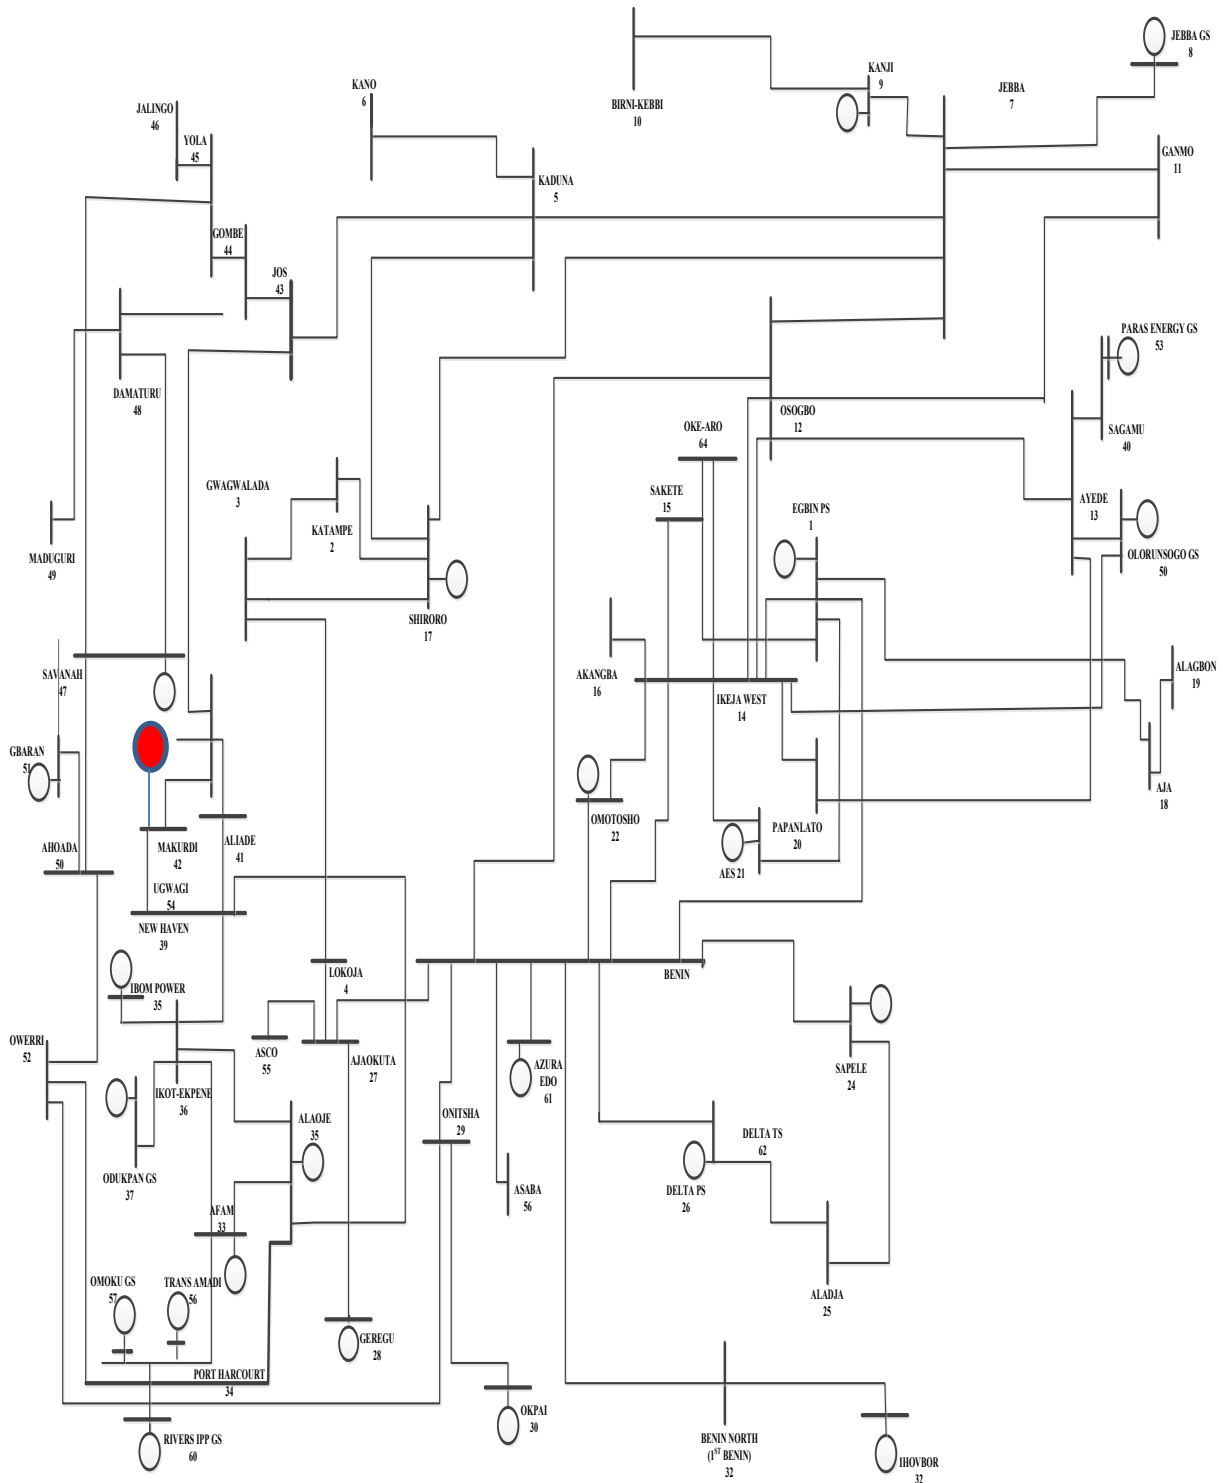 JEBBA GS
8
KANJI
9
KANO
6
JEBBA
7
BIRNI-KEBBI
10
JALINGO
46
YOLA
45
GANMO
11
KADUNA
5
GOMBE
44
JOS
43
PARAS ENERGY GS
53
DAMATURU
48
OSOGBO
12
OKE-ARO
64
SAGAMU
40
GWAGWALADA
3
SAKETE
15
AYEDE
13
EGBIN PS
1
KATAMPE
2
OLORUNSOGO GS
50
MADUGURI
49
SHIRORO
17
SAVANAH
47
AKANGBA
16
ALAGBON
19
IKEJA WEST
14
GBARAN
51
AJA
18
OMOTOSHO
22
PAPANLATO
20
MAKURDI
42
ALIADE
41
AHOADA
50
AES 21
UGWAGI
54
NEW HAVEN
39
LOKOJA
4
BENIN
IBOM POWER
35
OWERRI
52
ASCO
55
AJAOKUTA
27
AZURA
EDO
61
SAPELE
24
IKOT-EKPENE
36
ALAOJE
35
ONITSHA
29
DELTA TS
62
ODUKPAN GS
37
ASABA
56
DELTA PS
26
AFAM
33
OMOKU GS
57
TRANS AMADI
56
ALADJA
25
GEREGU
28
PORT HARCOURT
34
OKPAI
30
RIVERS IPP GS
60
BENIN NORTH
(1ST BENIN)
32
IHOVBOR
32